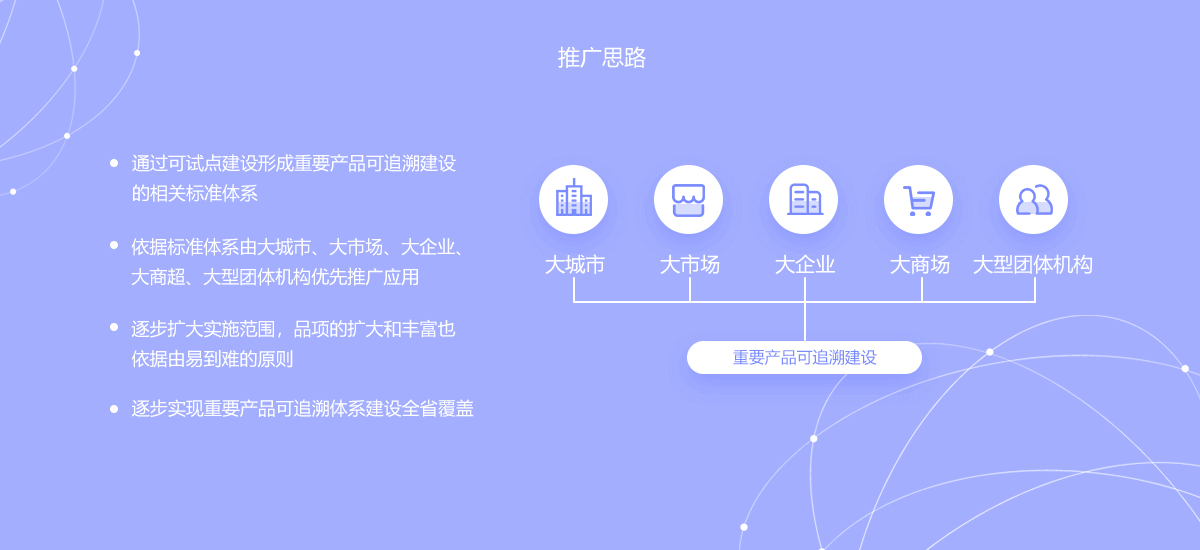 推广思路
通过可试点建设形成重要产品可追溯建设
的相关标准体系
依据标准体系由大城市、大市场、大企业、
大商超、大型团体机构优先推广应用
逐步扩大实施范围，品项的扩大和丰富也
依据由易到难的原则
逐步实现重要产品可追溯体系建设全省覆盖
大城市 大市场 大企业 大商场 大型团体机构
重要产品可追溯建设